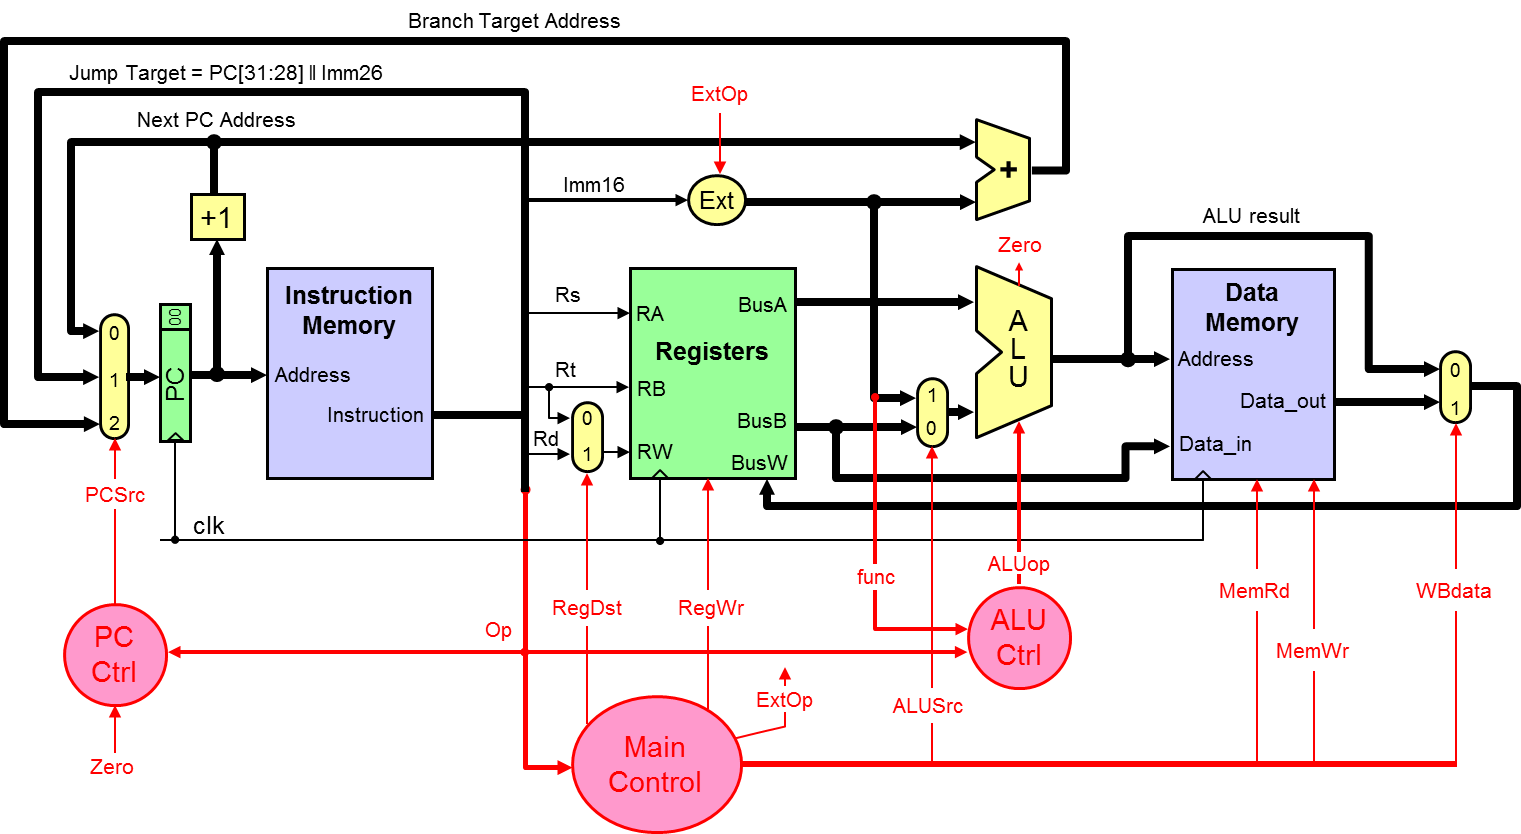 Branch Target Address
Jump Target = PC[31:28] ǁ Imm26
ExtOp
Next PC Address
+
Imm16
Ext
+1
ALU result
Zero
Instruction
Memory
Address
Instruction
Rs
RA
BusA
Registers
Rt
RB
BusB
Rd
RW
BusW
A
L
U
Data
Memory
Address
Data_out
Data_in
0
1
2
00
PC
0
1
1
0
0
1
PCSrc
clk
func
ALUop
MemRd
WBdata
RegDst
RegWr
Op
PC
Ctrl
ALU
Ctrl
MemWr
ExtOp
ALUSrc
Main
Control
Zero